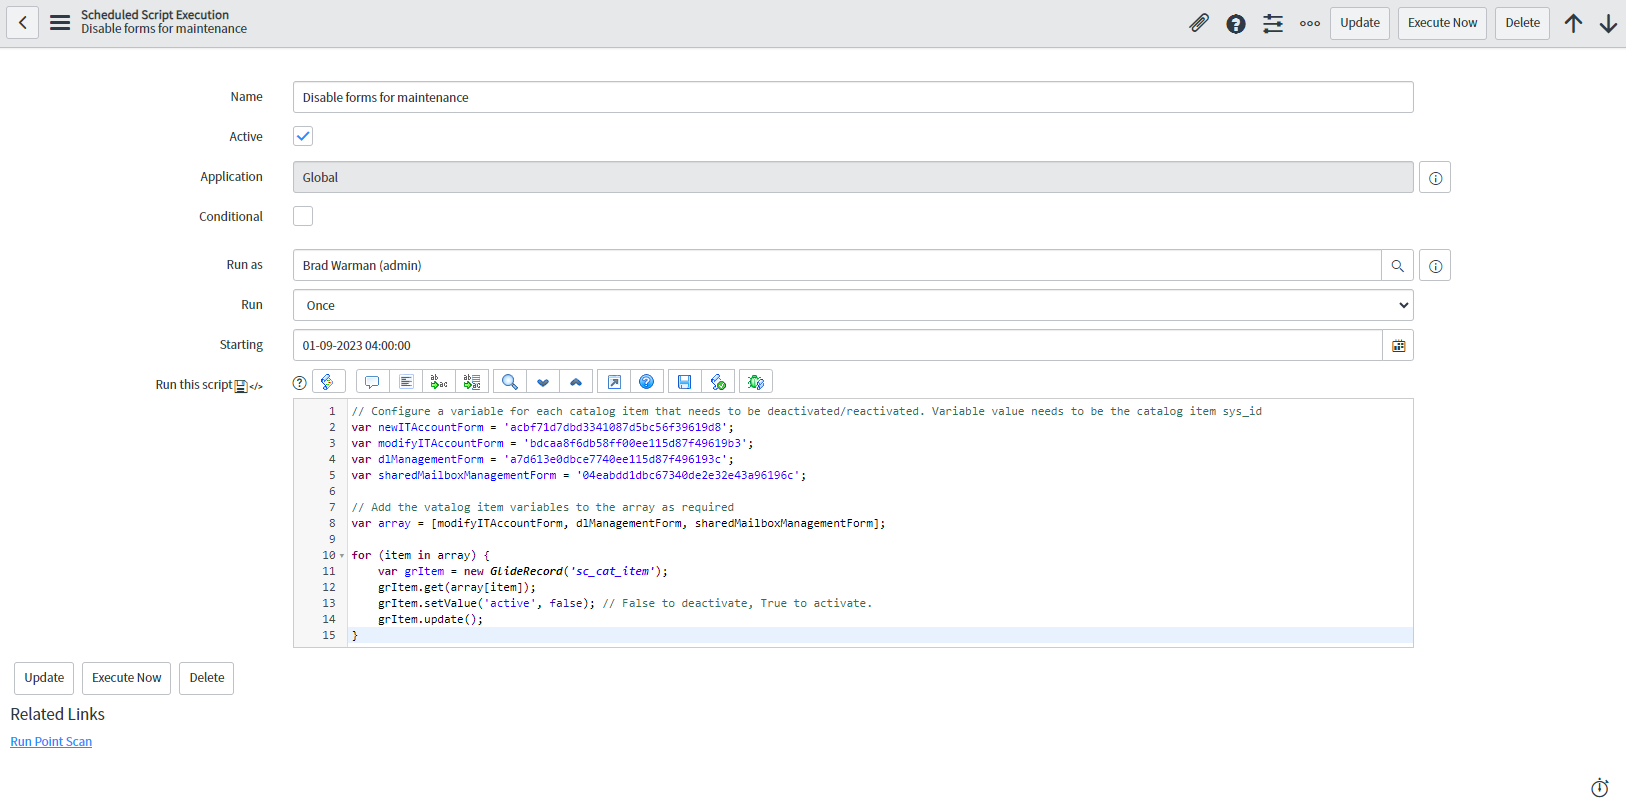 Scheduled Script Execution
Disable forms for maintenance
Update
Execute Now
Delete
Name
Disable forms for maintenance
Active
Application
Global
Conditional
Run as
Brad Warman (admin)
Run
Once
Starting
01-09-2023 04:00:00
Run this script
1 // Configure a variable for each catalog item that needs to be deactivated/reactivated. Variable value needs to be the catalog item sys_id
2 var newITAccountForm = 'acbf71d7dbd3341087d5bc56f39619d8';
3 var modifyITAccountForm = 'bdcaa8f6db58ff00ee115d87f49619b3';
4 var dlManagementForm = 'a7d613e0dbce7740ee115d87f496193c';
5 var sharedMailboxManagementForm = '04eabdd1dbc67340de2e32e43a96196c';
6
7 // Add the vatalog item variables to the array as required
8 var array = [modifyITAccountForm, dlManagementForm, sharedMailboxManagementForm];
9
10 for (item in array) {
11 var grItem = new GlideRecord('sc_cat_item');
12 grItem.get(array[item]);
13 grItem.setValue('active', false); // False to deactivate, True to activate.
14 grItem.update();
15 }
Update
Execute Now
Delete
Related Links
Run Point Scan